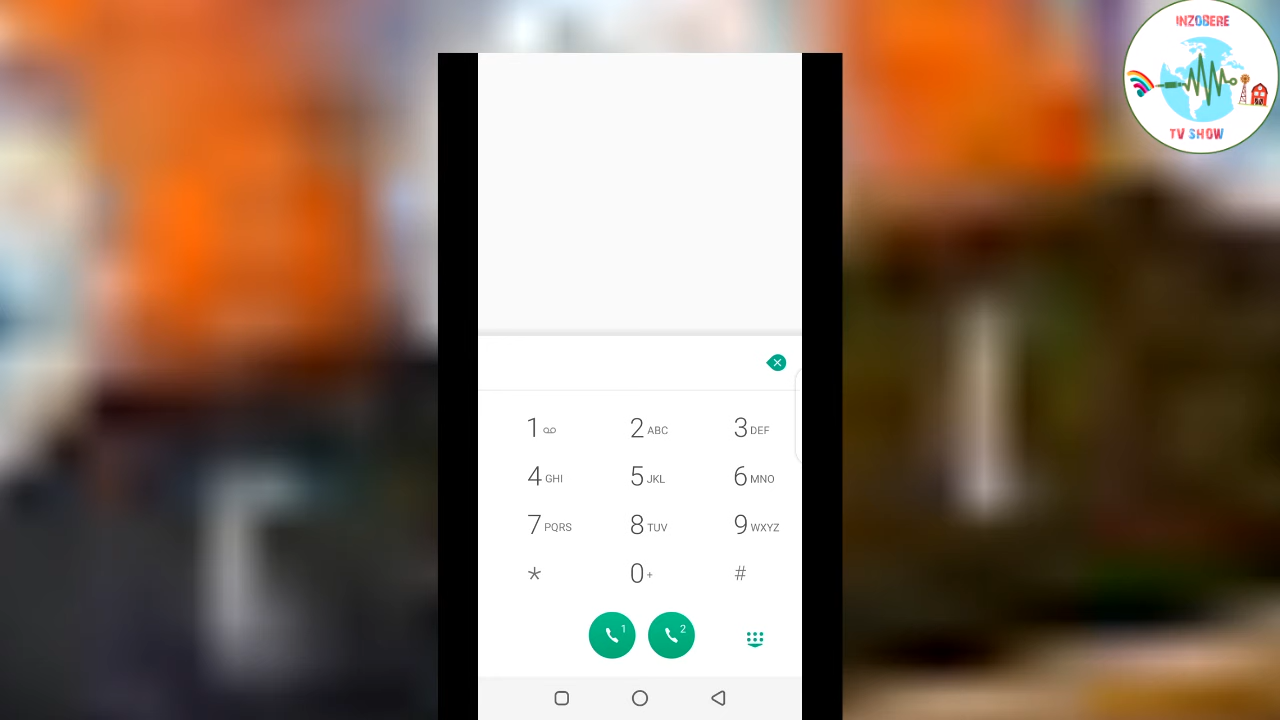 INZOBERE
TV SHOW
1
2 ABC
3 DEF
4 GHI
5 JKL
6 MNO
7 PQRS
8 TUV
9 WXYZ
*
0 +
#
1
2